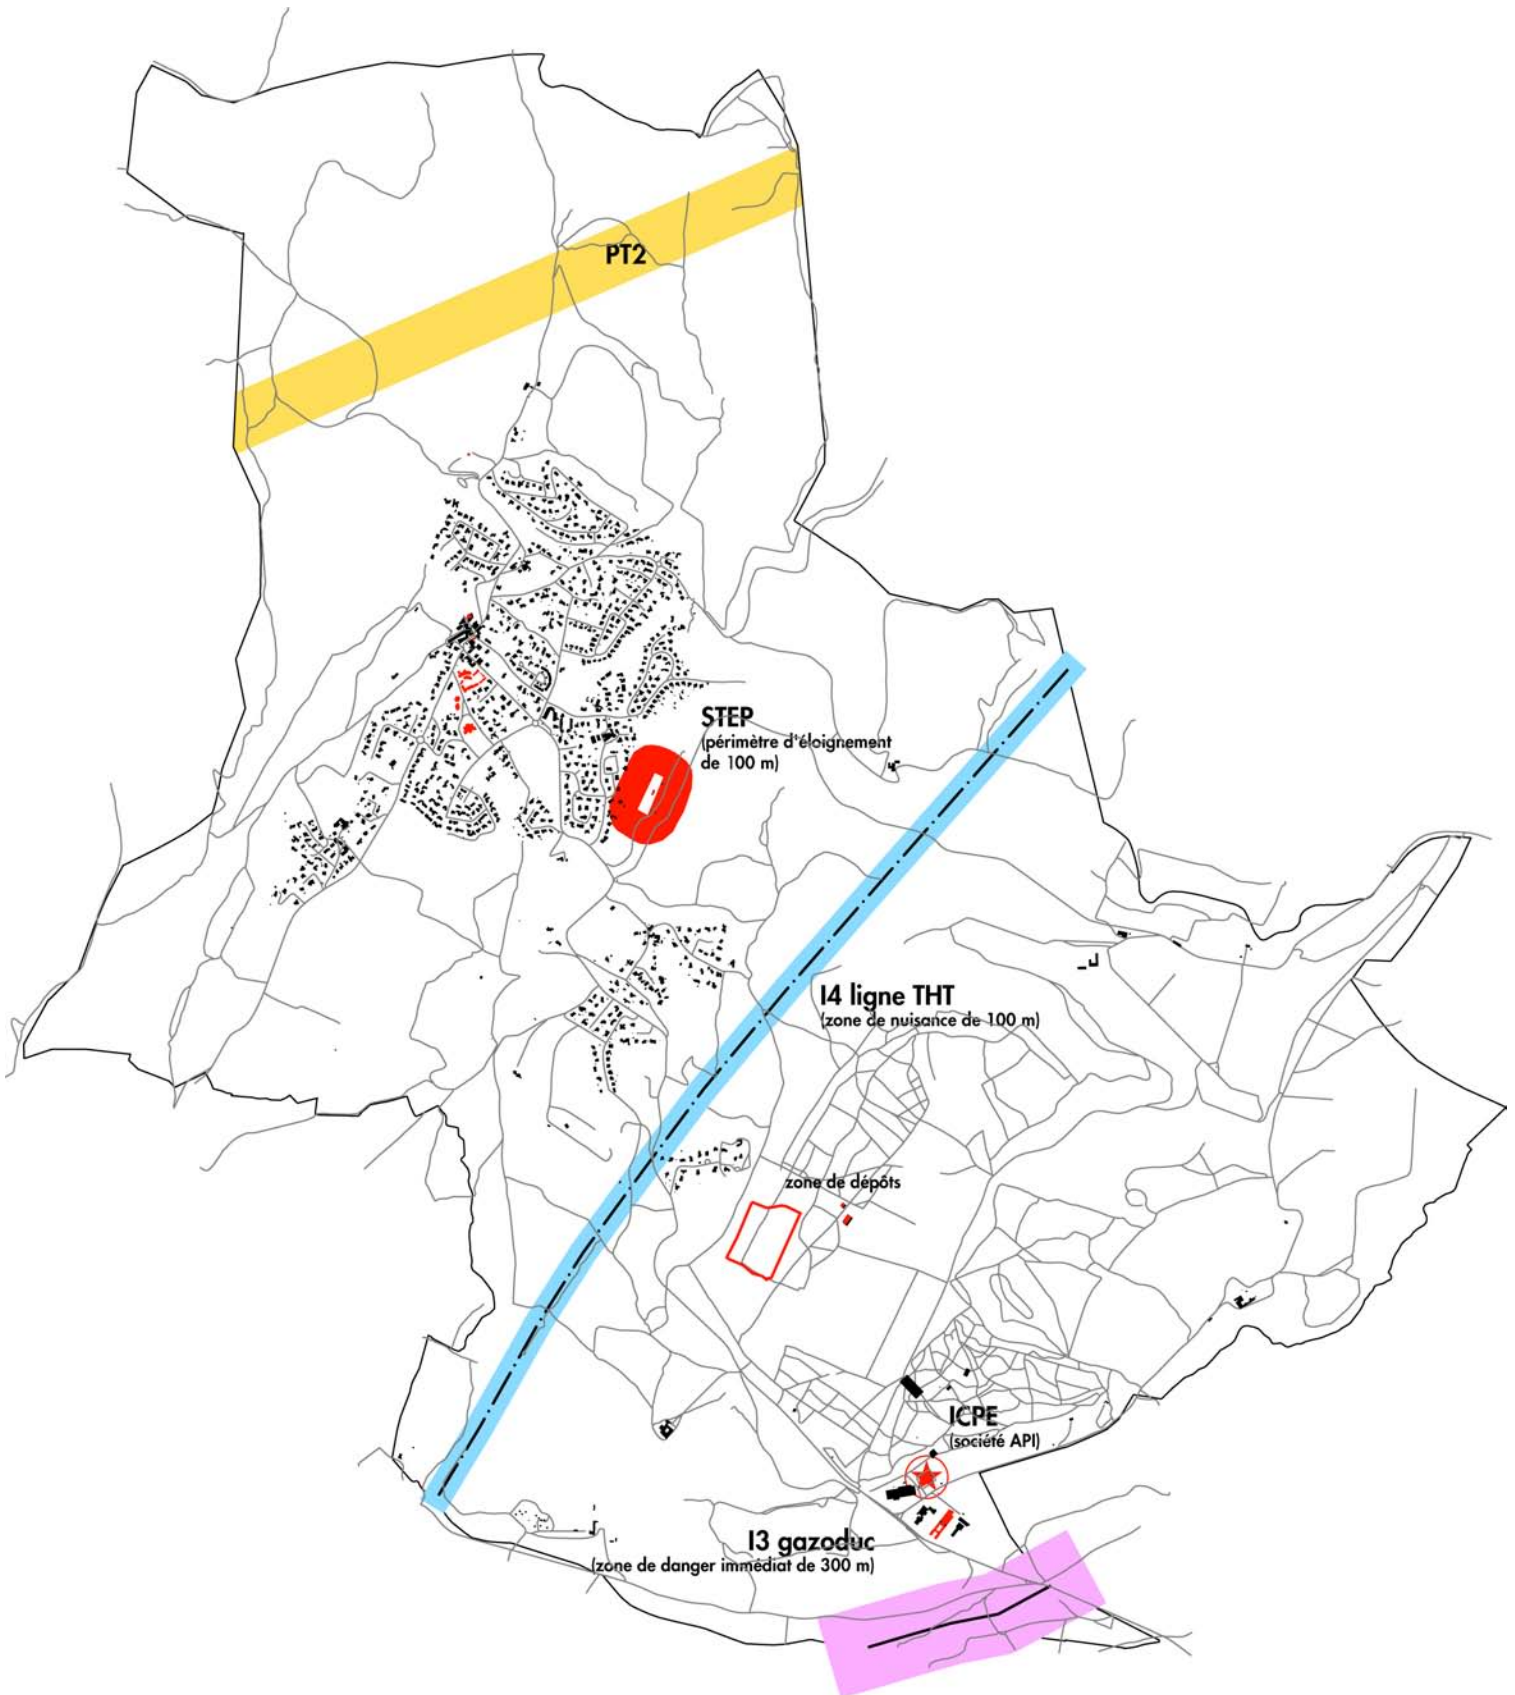 PT2
STEP
(périmètre d'éloignement
de 100 m)
I4 ligne THT
(zone de nuisance de 100 m)
zone de dépôts
ICPE
(société API)
I3 gazoduc
(zone de danger immédiat de 300 m)